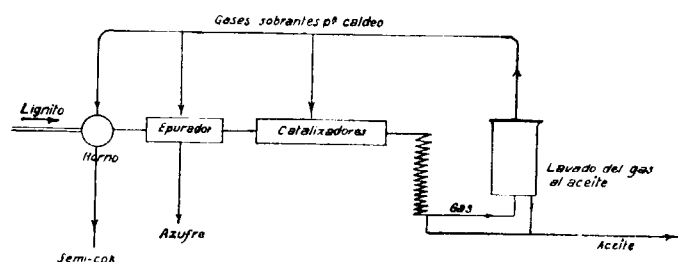 Gases sobrantes pª caldeo
Lignito
Horno
Epurador
Catalizadores
Lavado del gas
al aceite
Gas
Azufre
Aceite
Semi-cok